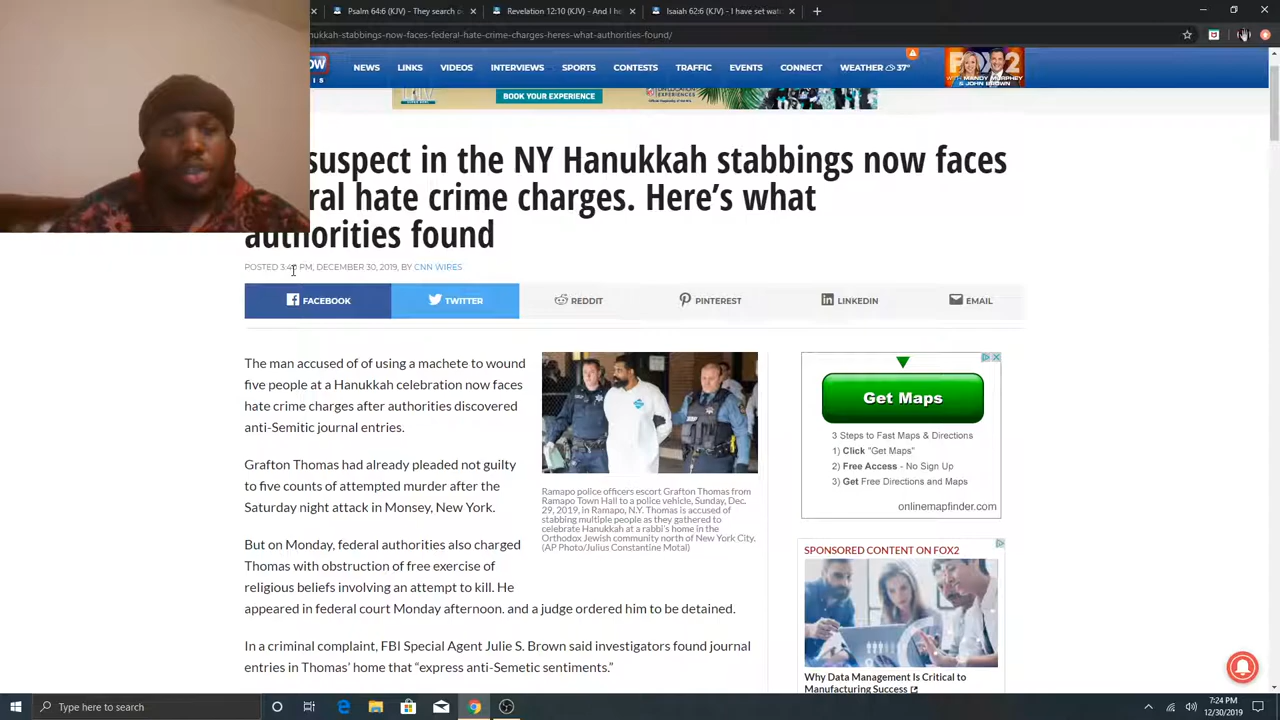 Psalm 64:6 (KJV) - They searc
Revelation 12:10 (KJV) - And I h
Isaiah 62:6 (KJV) - I have set
nukkah-stabbings-now-faces-federal-hate-crime-charges-heres-what-authorities-found/
NEWS LINKS VIDEOS INTERVIEWS SPORTS CONTESTS TRAFFIC EVENTS CONNECT WEATHER 37°
FOX2
WITH MANDY MURPHEY
& JOHN BROWN
BOOK YOUR EXPERIENCE
suspect in the NY Hanukkah stabbings now faces
ral hate crime charges. Here's what
authorities found
POSTED PM, DECEMBER 30, 2019, BY CNN WIRES
FACEBOOK TWITTER REDDIT PINTEREST LINKEDIN EMAIL
The man accused of of using a machete to wound
five people at a Hanukkah celebration now faces
hate crime charges after authorities discovered
anti-Semitic journal entries.
Grafton Thomas had already pleaded not guilty
to five counts of attempted murder after the
Saturday night attack in Monsey, New York.
But on Monday, federal authorities also charged
Thomas with obstruction of free exercise of
religious beliefs involving an attempt to kill. He
appeared in federal court Monday afternoon. and a judge ordered him to be detained.
In a criminal complaint, FBI Special Agent Julie S. Brown said investigators found journal
entries in Thomas' home that “express anti-Semetic sentiments.”
Ramapo police officers escort Grafton Thomas from
Ramapo Town Hall to a police vehicle, Sunday, Dec.
29, 2019, in Ramapo, N.Y. Thomas is accused of
stabbing multiple people as they gathered to
celebrate Hanukkah at a rabbi's home in the
Orthodox Jewish community north of New York City.
(AP Photo/Julius Constantine Motal)
Get Maps
3 Steps to Fast Maps & Directions
1) Click "Get Maps"
2) Free Access - No Sign Up
3) Get Free Directions and Maps
onlinemapfinder.com
SPONSORED CONTENT ON FOX2
Why Data Management Is Critical to
Manufacturing Success
Type here to search
7:24 PM
12/30/2019